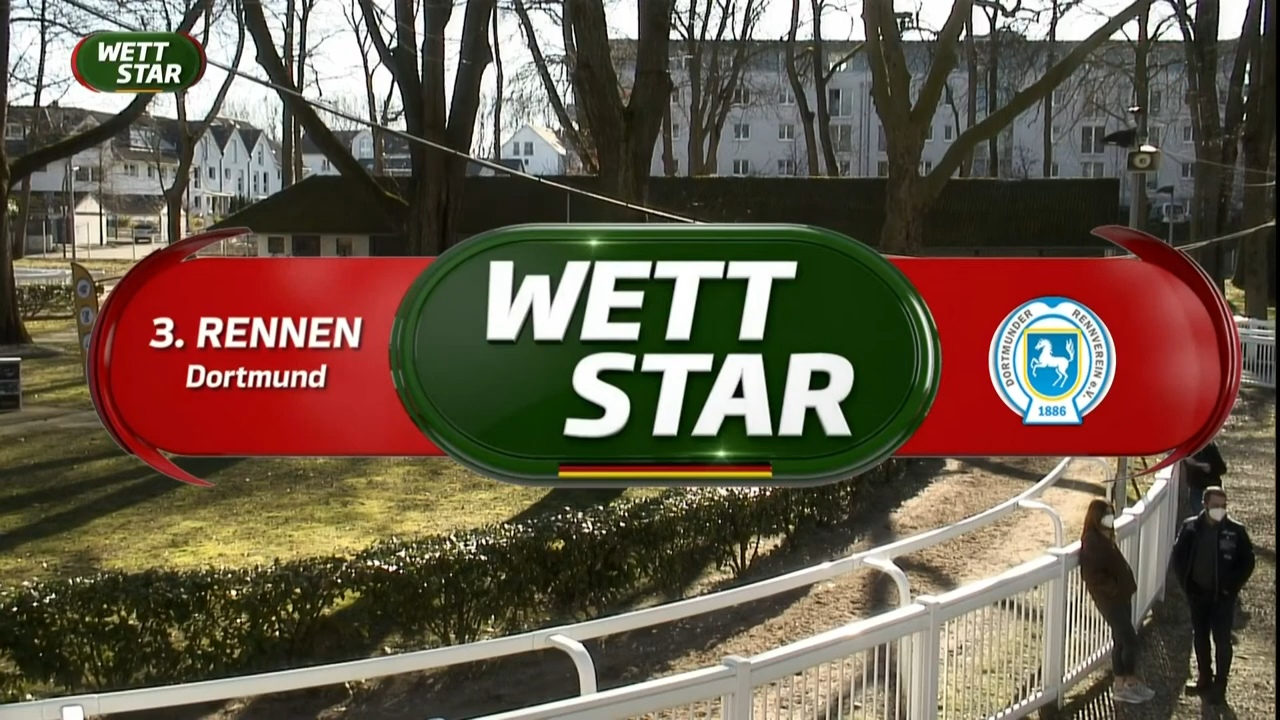 WETT
STAR
3. RENNEN
Dortmund
WETT
STAR
DORTMUNDER RENNVEREIN e.V.
1886